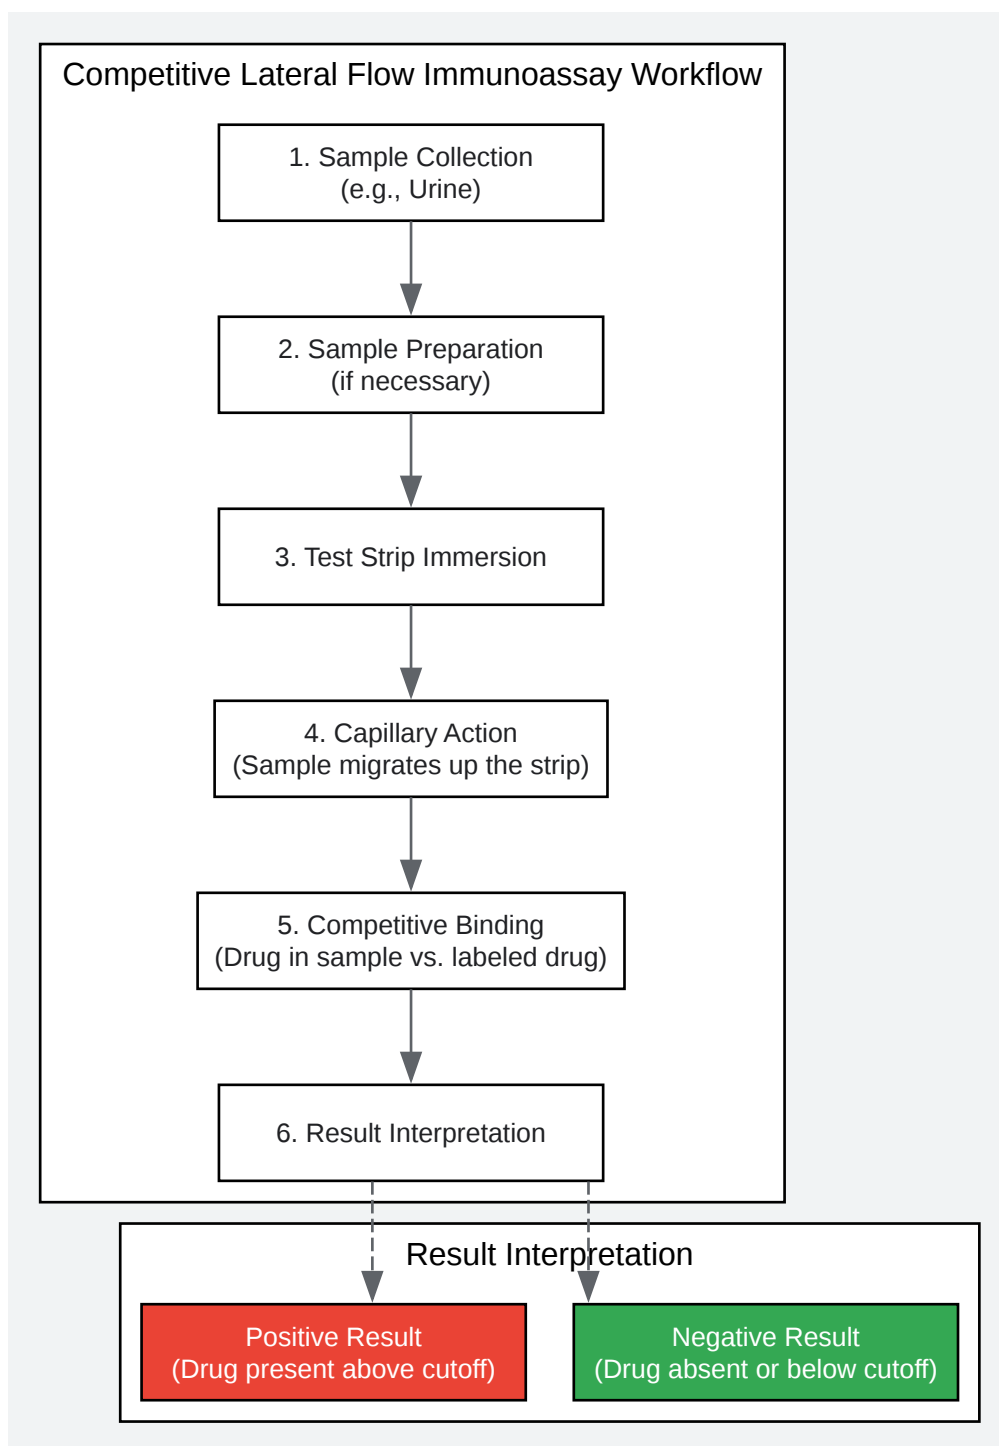 Competitive Lateral Flow Immunoassay Workflow
1. Sample Collection
(e.g., Urine)
2. Sample Preparation
(if necessary)
3. Test Strip Immersion
4. Capillary Action
(Sample migrates up the strip)
5. Competitive Binding
(Drug in sample vs. labeled drug)
6. Result Interpretation
Result Interpretation
Positive Result
(Drug present above cutoff)
Negative Result
(Drug absent or below cutoff)